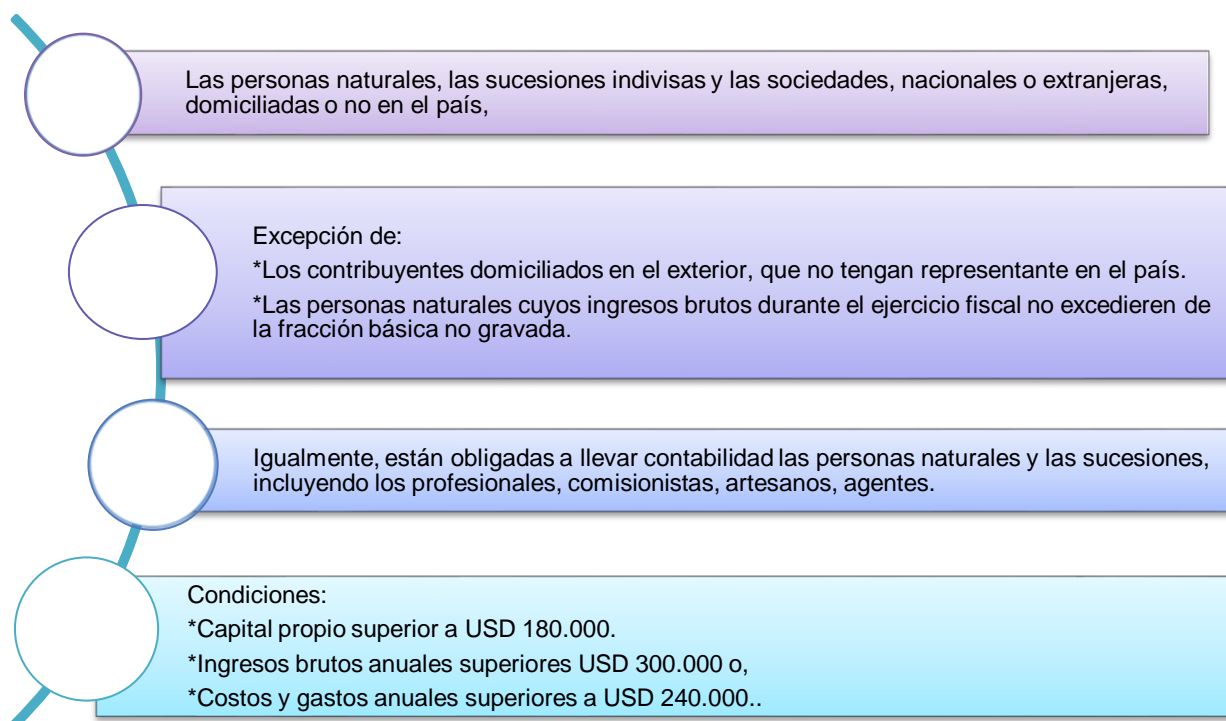 Las personas naturales, las sucesiones indivisas y las sociedades, nacionales o extranjeras,
domiciliadas o no en el país,
Excepción de:
*Los contribuyentes domiciliados en el exterior, que no tengan representante en el país.
*Las personas naturales cuyos ingresos brutos durante el ejercicio fiscal no excedieren de
la fracción básica no gravada.
Igualmente, están obligadas a llevar contabilidad las personas naturales y las sucesiones,
incluyendo los profesionales, comisionistas, artesanos, agentes.
Condiciones:
*Capital propio superior a USD 180.000.
*Ingresos brutos anuales superiores USD 300.000 o,
*Costos y gastos anuales superiores a USD 240.000..